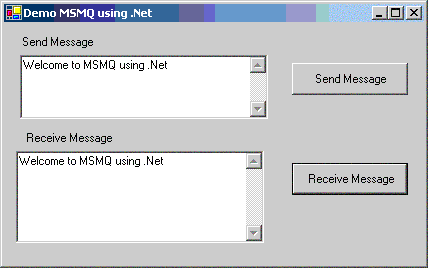 Demo MSMQ using .Net
Send Message
Welcome to MSMQ using .Net
Send Message
Receive Message
Welcome to MSMQ using .Net
Receive Message